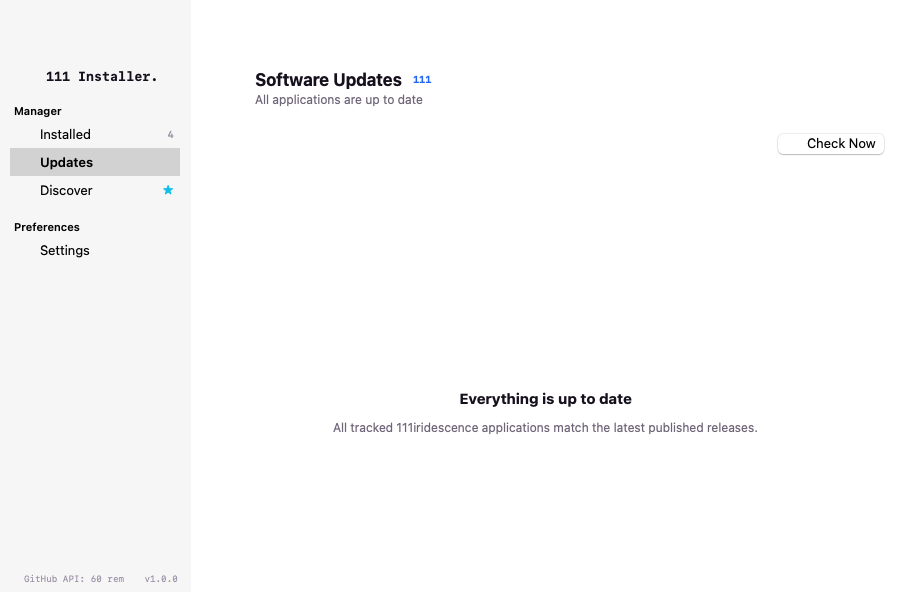 111 Installer.
Manager
Installed 4
Updates
Discover
Preferences
Settings
GitHub API: 60 rem v1.0.0
Software Updates 111
All applications are up to date
Check Now
Everything is up to date
All tracked 111iridescence applications match the latest published releases.